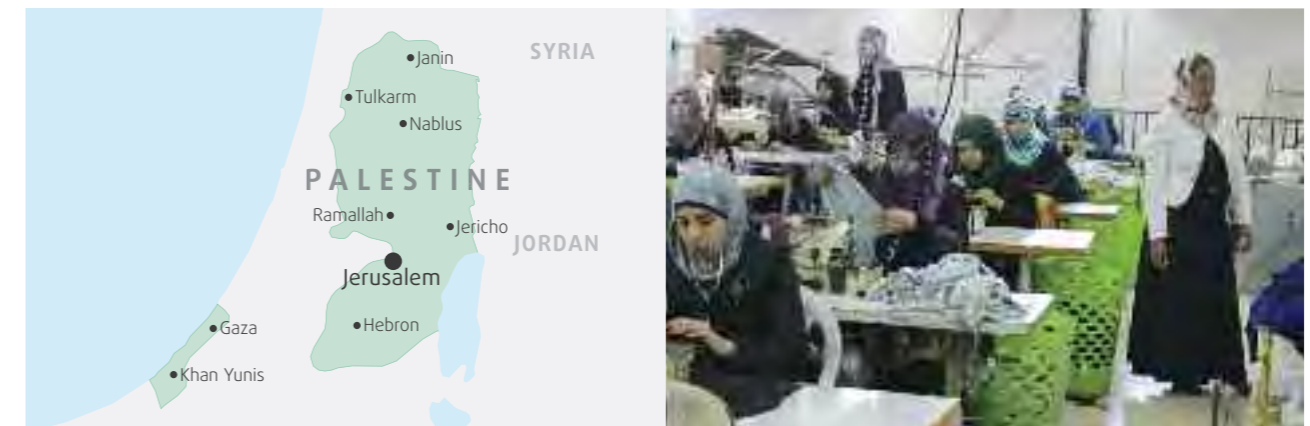 SYRIA
Janin
Tulkarm
Nablus
PALESTINE
Ramallah
Jericho
JORDAN
Jerusalem
Gaza
Hebron
Khan Yunis